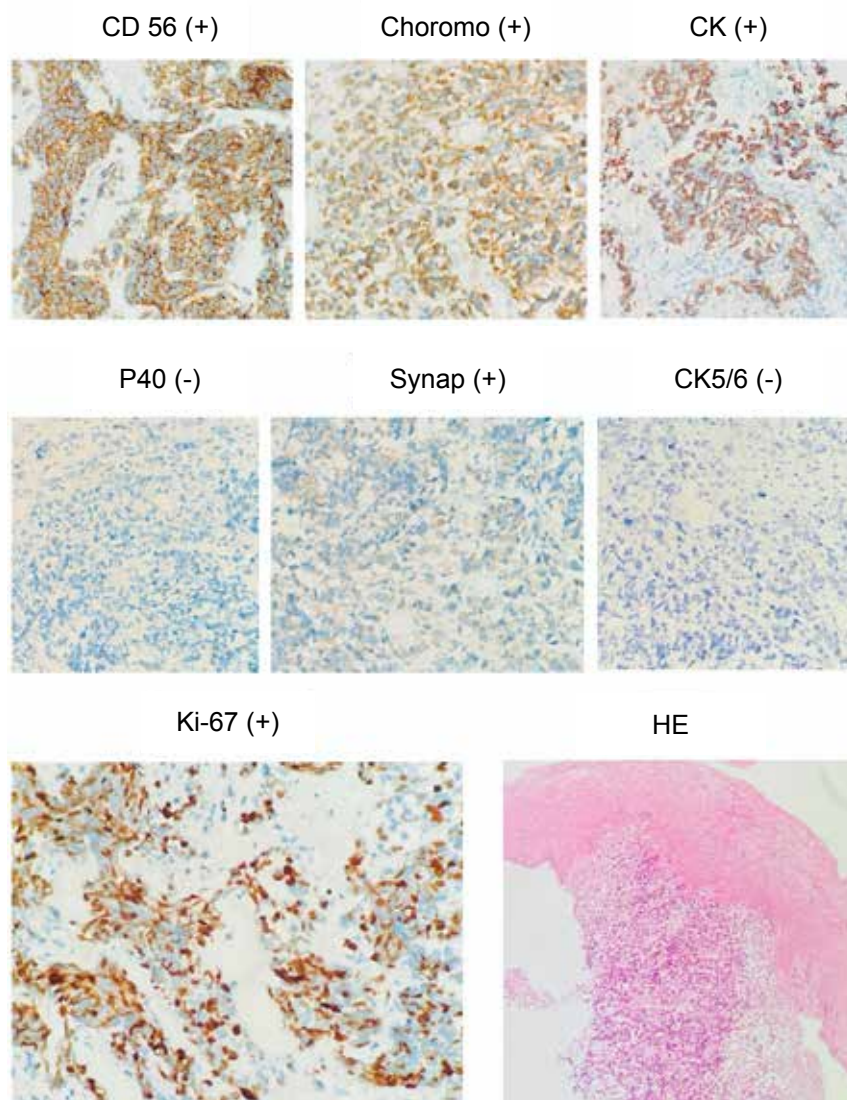 CD 56 (+)
Choromo (+)
CK (+)
P40 (-)
Synap (+)
CK5/6 (-)
Ki-67 (+)
HE